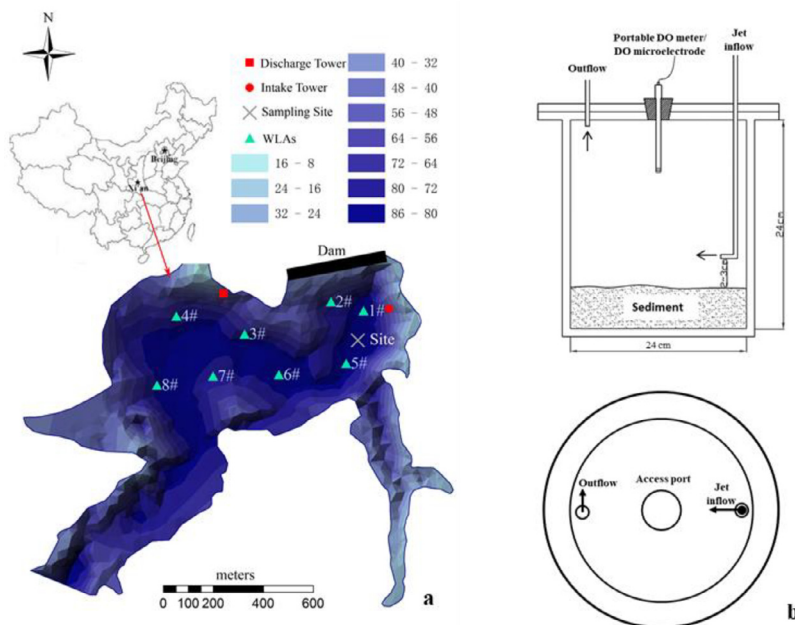 N
Discharge Tower
Intake Tower
Sampling Site
WLAs
16 - 8
24 - 16
32 - 24
40 - 32
48 - 40
56 - 48
64 - 56
72 - 64
80 - 72
86 - 80
Beijing
Xi'an
Dam
2#
1#
4#
3#
Site
5#
7#
6#
8#
meters
0 50 100 200 400 600
a
Portable DO meter/
DO microelectrode
Jet
inflow
Outflow
24cm
2-3cm
Sediment
24 cm
Outflow
Access port
Jet
inflow
b